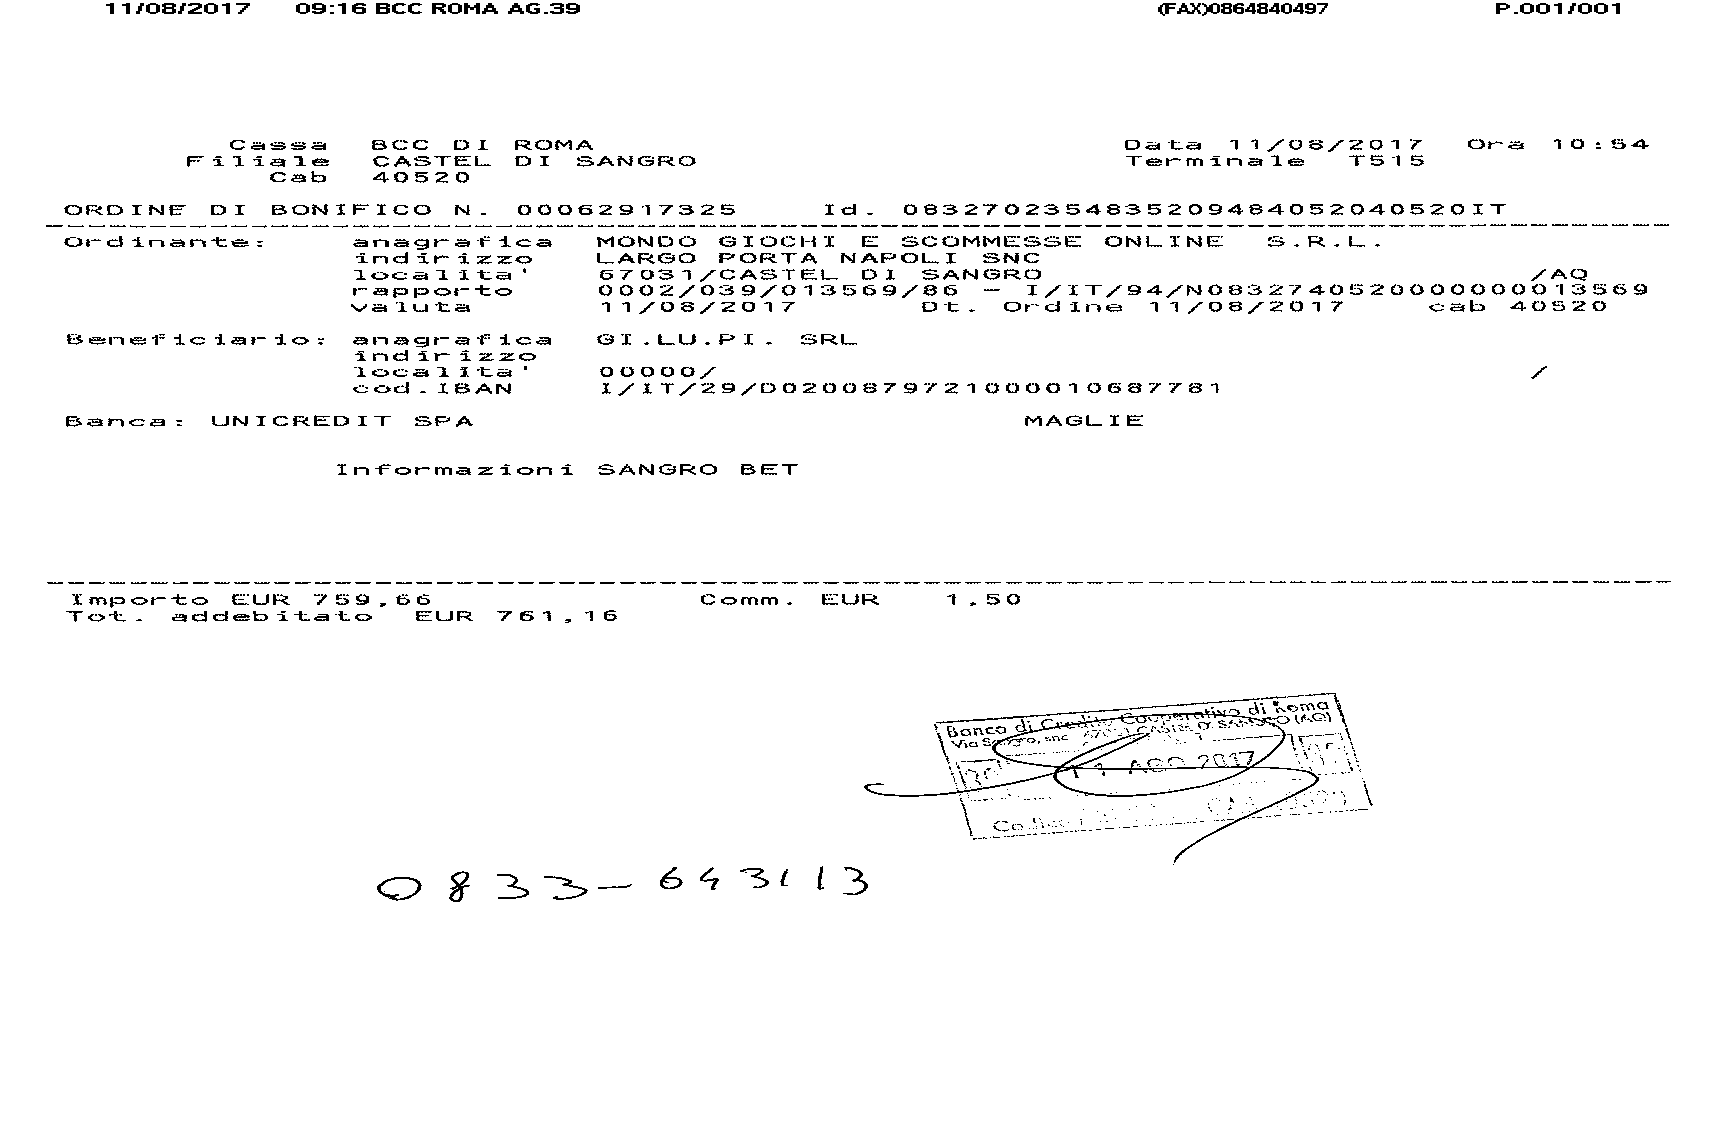 11/08/2017 09:16 BCC ROMA AG.39 (FAX)0864840497 P.001/001
Cassa BCC DI ROMA Data 11/08/2017 Ora 10:54
Filiale CASTEL DI SANGRO Terminale T515
Cab 40520
ORDINE DI BONIFICO N. 00062917325 Id. 0832702354835209484052040520IT
Ordinante: anagrafica MONDO GIOCHI E SCOMMESSE ONLINE S.R.L.
indirizzo LARGO PORTA NAPOLI SNC
localita' 67031/CASTEL DI SANGRO /AQ
rapporto 0002/039/013569/86 - I/IT/94/N0832740520000000013569
valuta 11/08/2017 Dt. Ordine 11/08/2017 cab 40520
Beneficiario: anagrafica GI.LU.PI. SRL
indirizzo
localita' 00000/ /
cod.IBAN I/IT/29/D0200879721000010687781
Banca: UNICREDIT SPA MAGLIE
Informazioni SANGRO BET
Importo EUR 759,66 Comm. EUR 1,50
Tot. addebitato EUR 761,16
Banco di Credito Cooperativo di Roma
Via Sangro, snc CASTEL DI SANGRO (AQ)
11 AGO 2017
0833-643113